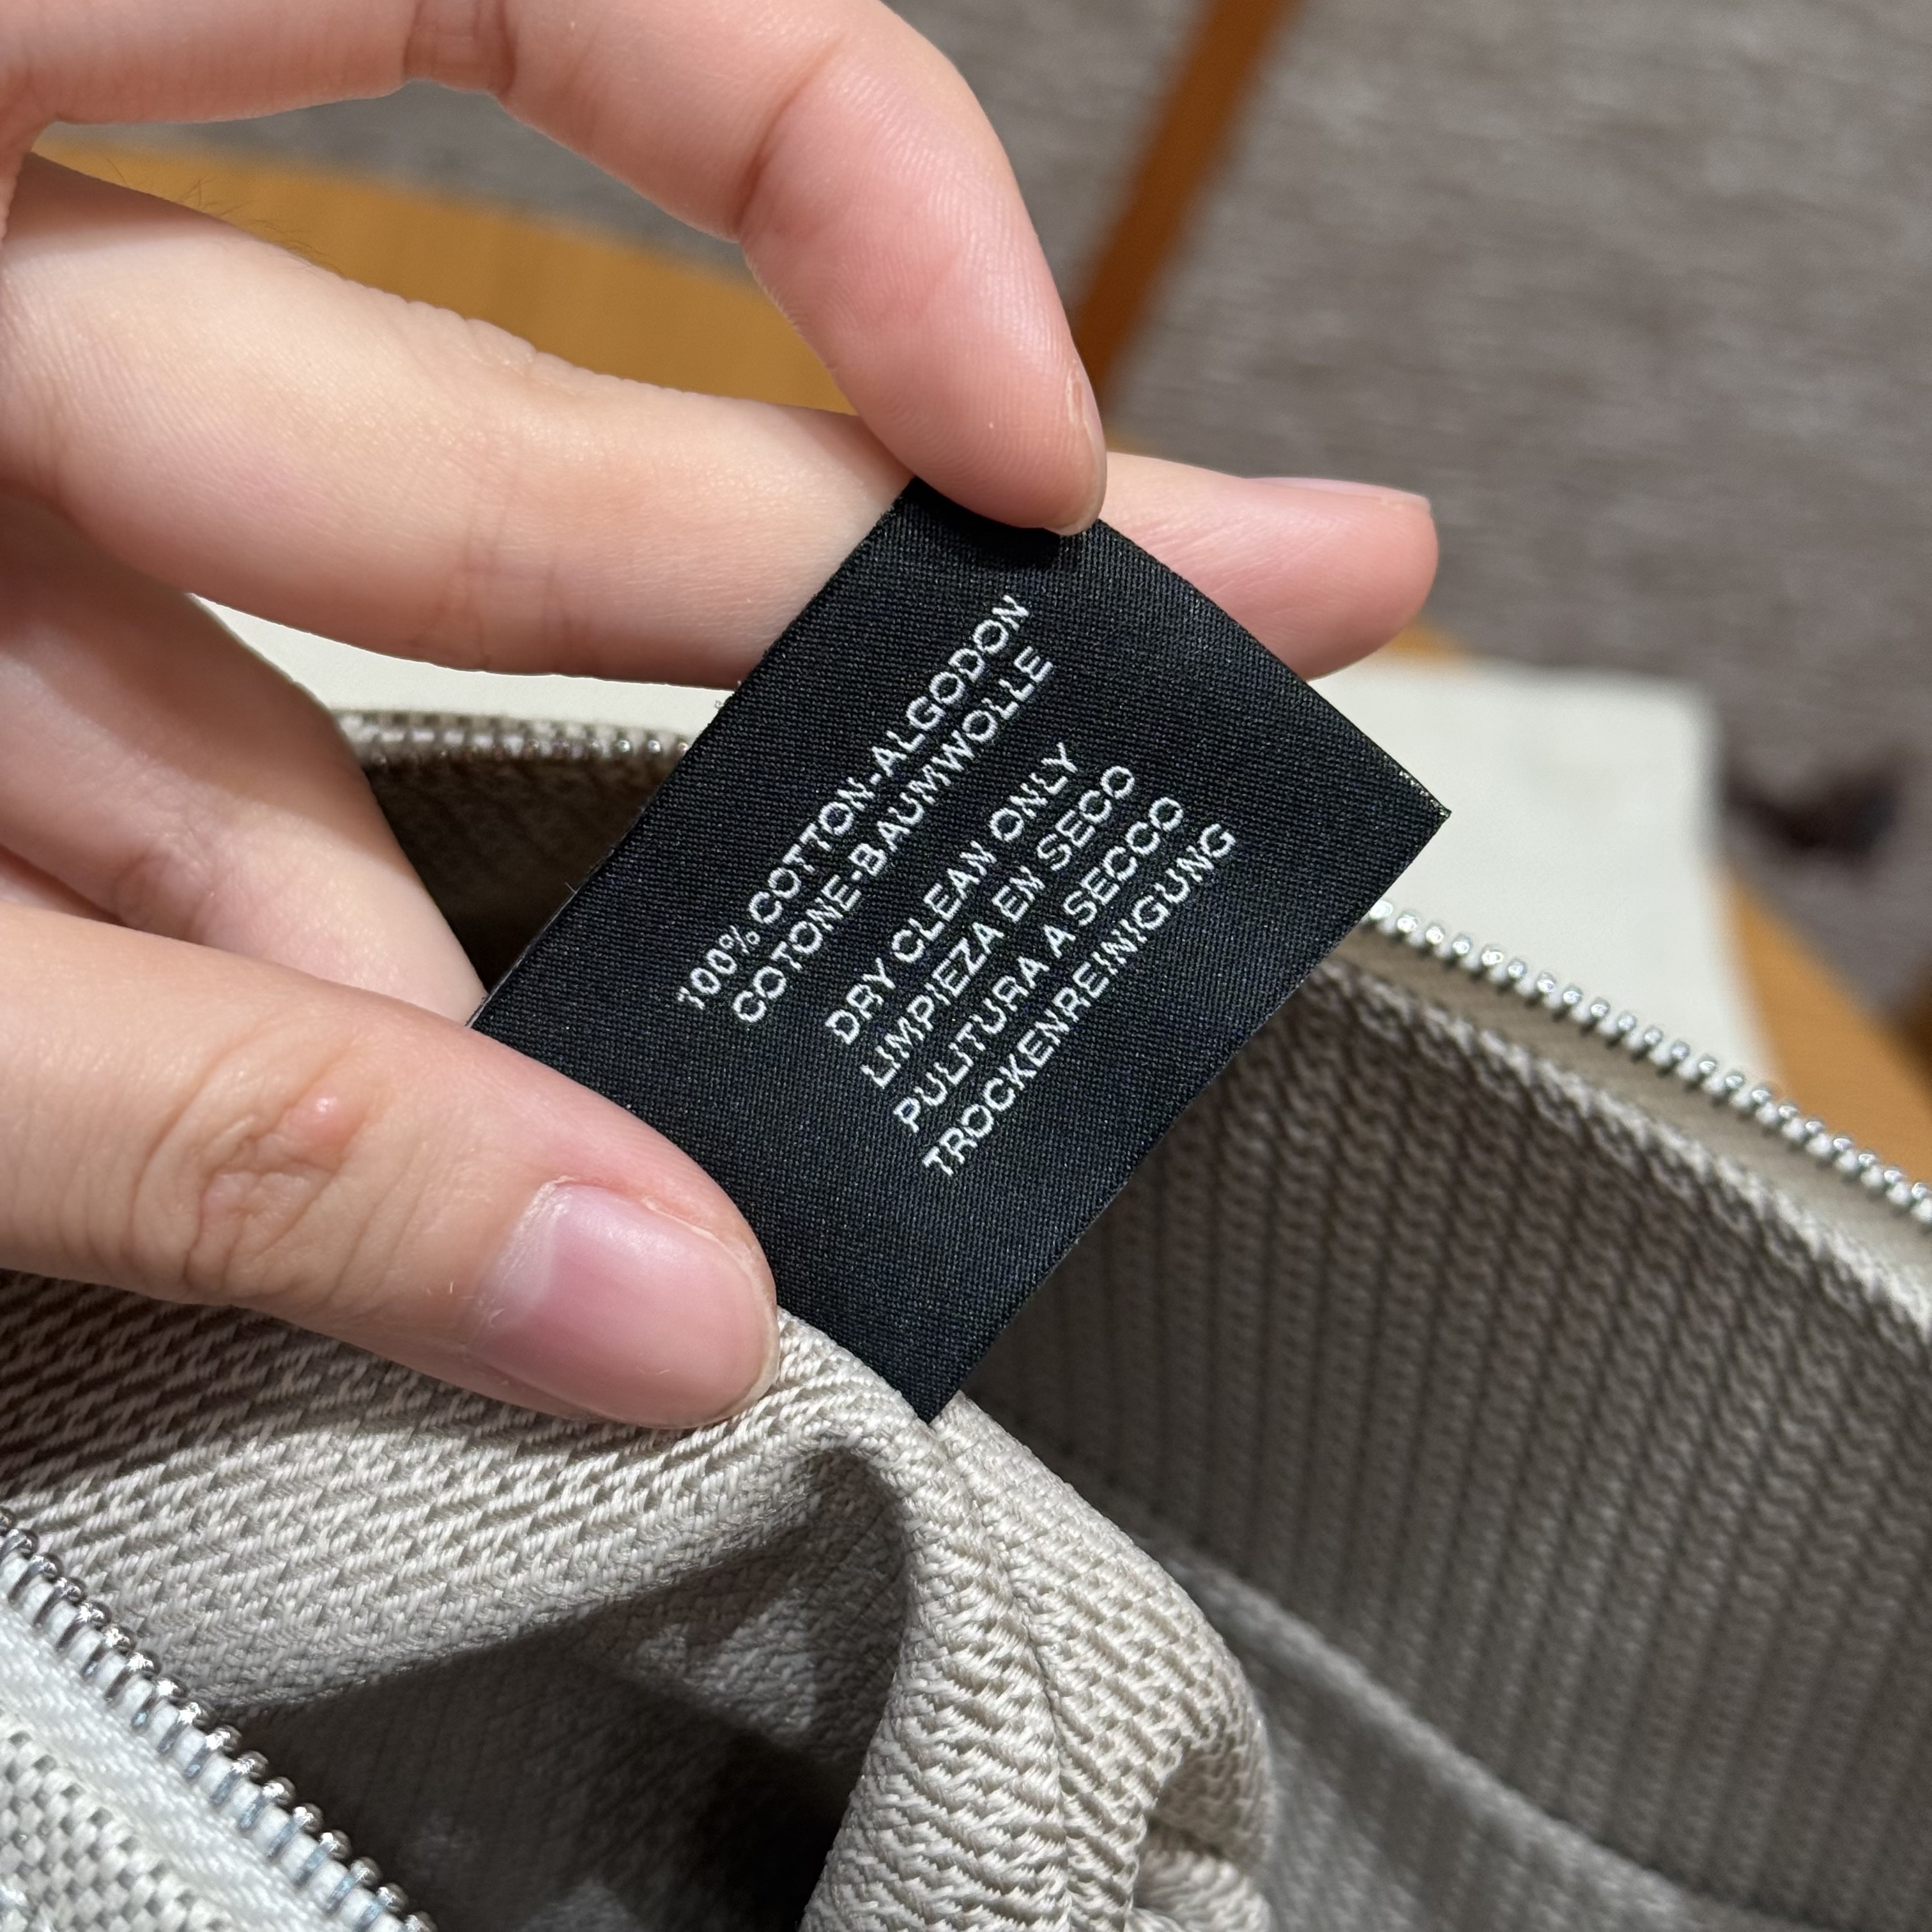 100% COTTON-ALGODON
COTONE-BAUMWOLLE
DRY CLEAN ONLY
LIMPIEZA EN SECO
PULITURA A SECCO
TROCKENREINIGUNG